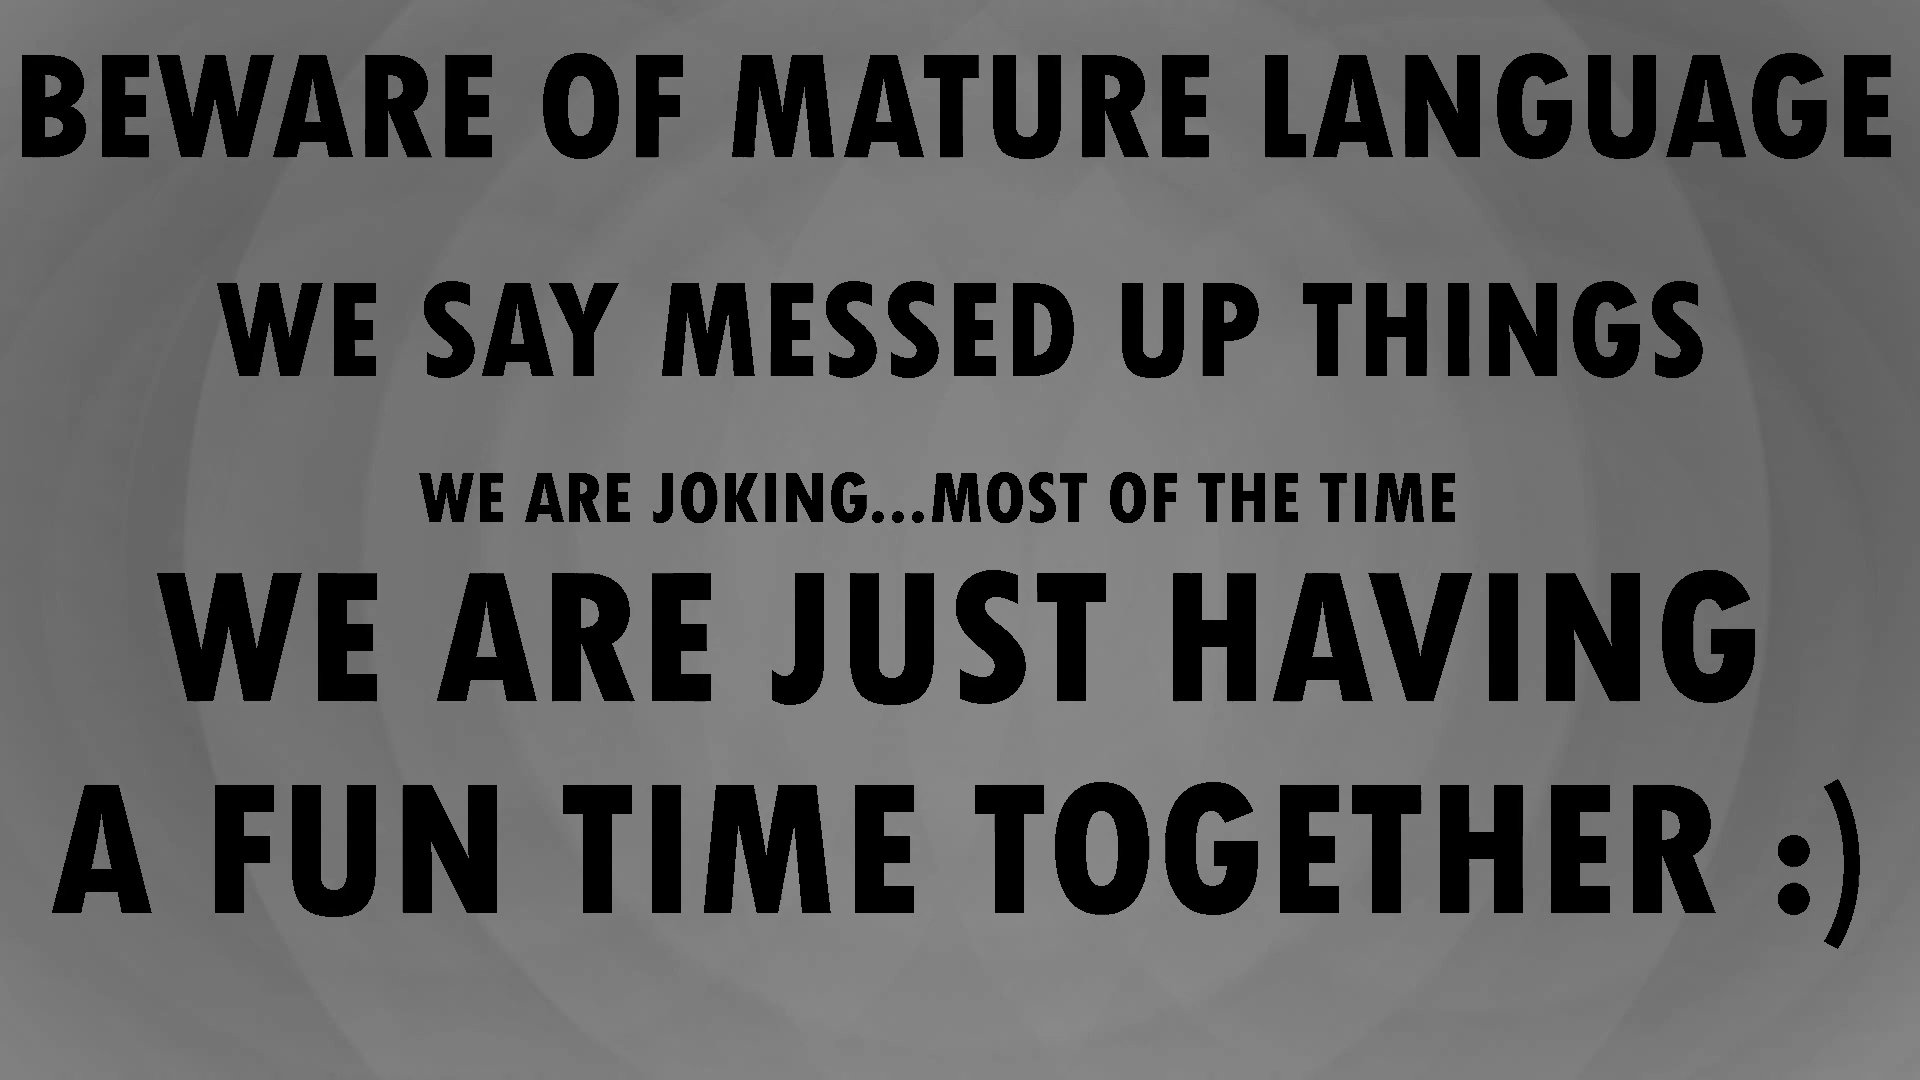 BEWARE OF MATURE LANGUAGE
WE SAY MESSED UP THINGS
WE ARE JOKING...MOST OF THE TIME
WE ARE JUST HAVING
A FUN TIME TOGETHER :)